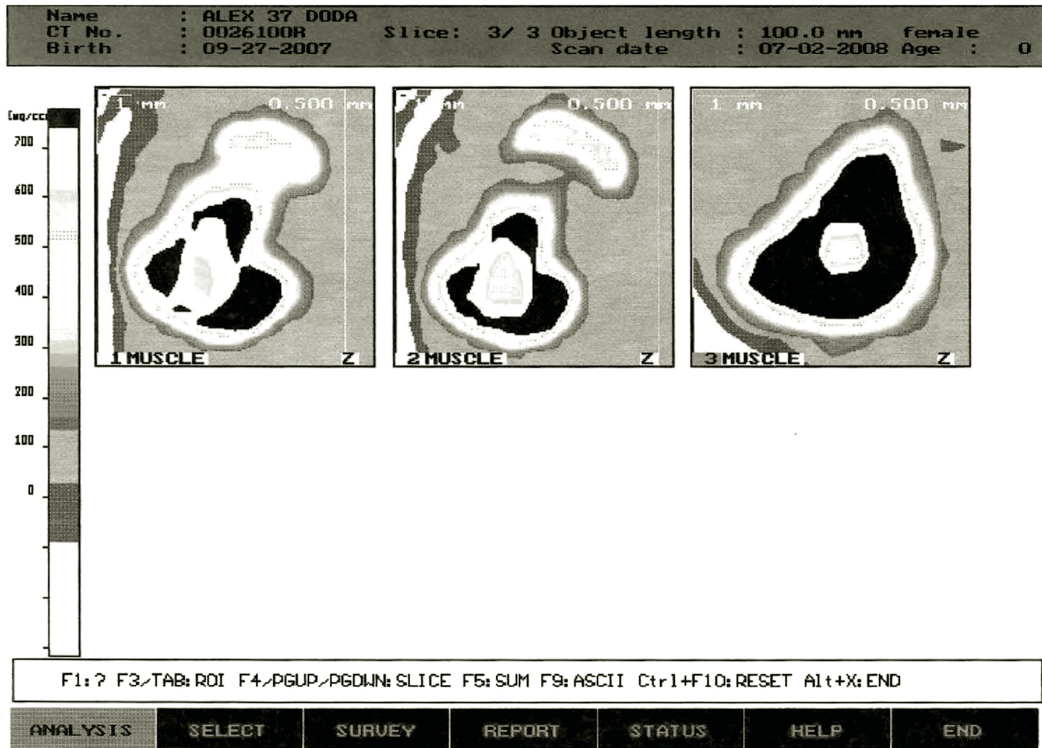 Name : ALEX 37 DODA
CT No. : 0026100R Slice: 3/ 3 Object length : 100.0 mm female
Birth : 09-27-2007 Scan date : 07-02-2008 Age : 0
[mg/cc
700
600
500
400
300
200
100
0
1 mm 0.500 mm
1 MUSCLE Z
1 mm 0.500 mm
2 MUSCLE Z
1 mm 0.500 mm
3 MUSCLE Z
F1:? F3/TAB:ROI F4/PGUP/PGDWN:SLICE F5:SUM F9:ASCII Ctrl+F10:RESET Alt+X:END
ANALYSIS SELECT SURVEY REPORT STATUS HELP END